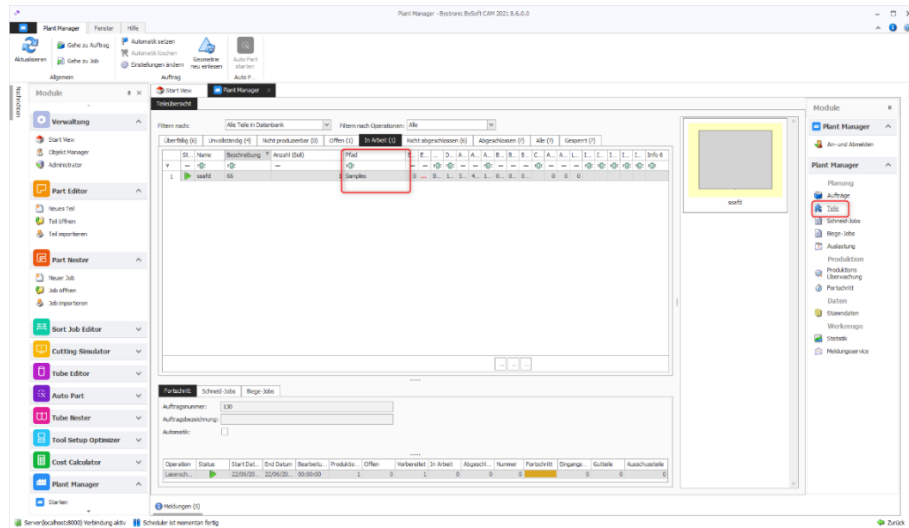 Plant Manager - Bystronic BySoft CAM 2021 8.6.0.0
Plant Manager Fenster Hilfe
Aktualisieren
Gehe zu Auftrag
Gehe zu Job
Allgemein
Automatik setzen
Automatik löschen
Einstellungen ändern
Geometrie neu einlesen
Auftrag
Auto Part starten
Auto P...
Nachrichten
Module
Verwaltung
Start View
Objekt Manager
Administrator
Part Editor
Neues Teil
Teil öffnen
Teil importieren
Part Nester
Neuer Job
Job öffnen
Job importieren
Sort Job Editor
Cutting Simulator
Tube Editor
Auto Part
Tube Nester
Tool Setup Optimizer
Cost Calculator
Plant Manager
Starten
Start View Plant Manager
Teileübersicht
Filtern nach: Alle Teile in Datenbank Filtern nach Operationen: Alle
Überfällig (6) Unvollständig (4) Nicht produzierbar (0) Offen (1) In Arbeit (1) Nicht abgeschlossen (6) Abgeschlossen (?) Alle (?) Gesperrt (?)
St... Name Beschreibung Anzahl (Soll) Pfad Info 6
1 ssafd 66 1 Samples
ssafd
Fortschritt Schneid-Jobs Biege-Jobs
Auftragsnummer: 130
Auftragsbezeichnung:
Automatik:
Operation Status Start Dat... End Datum Bearbeitu... Produktio... Offen Vorbereitet In Arbeit Abgeschl... Nummer Fortschritt Eingangs... Gutteile Ausschussteile
Lasersch... 22/06/20... 22/06/20... 00:00:00 1 0 1 0 0 0 0 0 0
Meldungen (5)
Module
Plant Manager
An- und Abmelden
Plant Manager
Planung
Aufträge
Teile
Schneid-Jobs
Biege-Jobs
Auslastung
Produktion
Produktions Überwachung
Fortschritt
Daten
Stammdaten
Werkzeuge
Statistik
Meldungsservice
Server(localhost:8000) Verbindung aktiv Scheduler ist momentan fertig Zurück